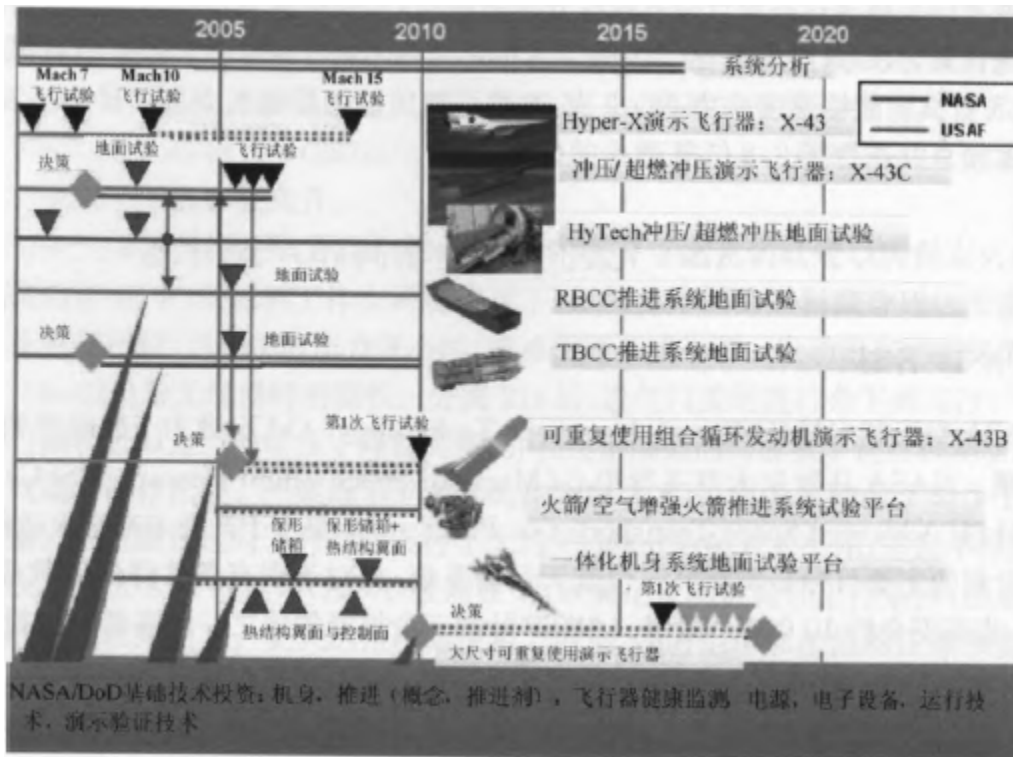 2005 2010 2015 2020
系统分析
NASA
USAF
Mach 7
飞行试验
Mach10
飞行试验
Mach 15
飞行试验
Hyper-X演示飞行器：X-43
决策
地面试验
飞行试验
冲压/超燃冲压演示飞行器：X-43C
HyTech冲压/超燃冲压地面试验
地面试验
RBCC推进系统地面试验
决策
地面试验
TBCC推进系统地面试验
决策
第1次飞行试验
可重复使用组合循环发动机演示飞行器：X-43B
火箭/空气增强火箭推进系统试验平台
保形
储箱
保形储箱+
热结构翼面
一体化机身系统地面试验平台
热结构翼面与控制面
决策
第1次飞行试验
大尺寸可重复使用演示飞行器
NASA/DoD基础技术投资：机身，推进（概念，推进剂），飞行器健康监测 电源，电子设备，运行技
术，演示验证技术